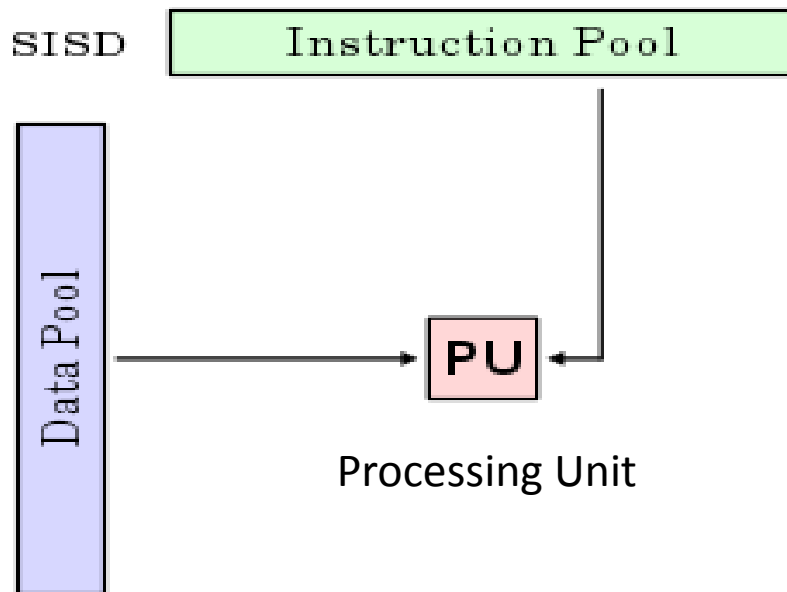 SISD
Instruction Pool
Data Pool
PU
Processing Unit